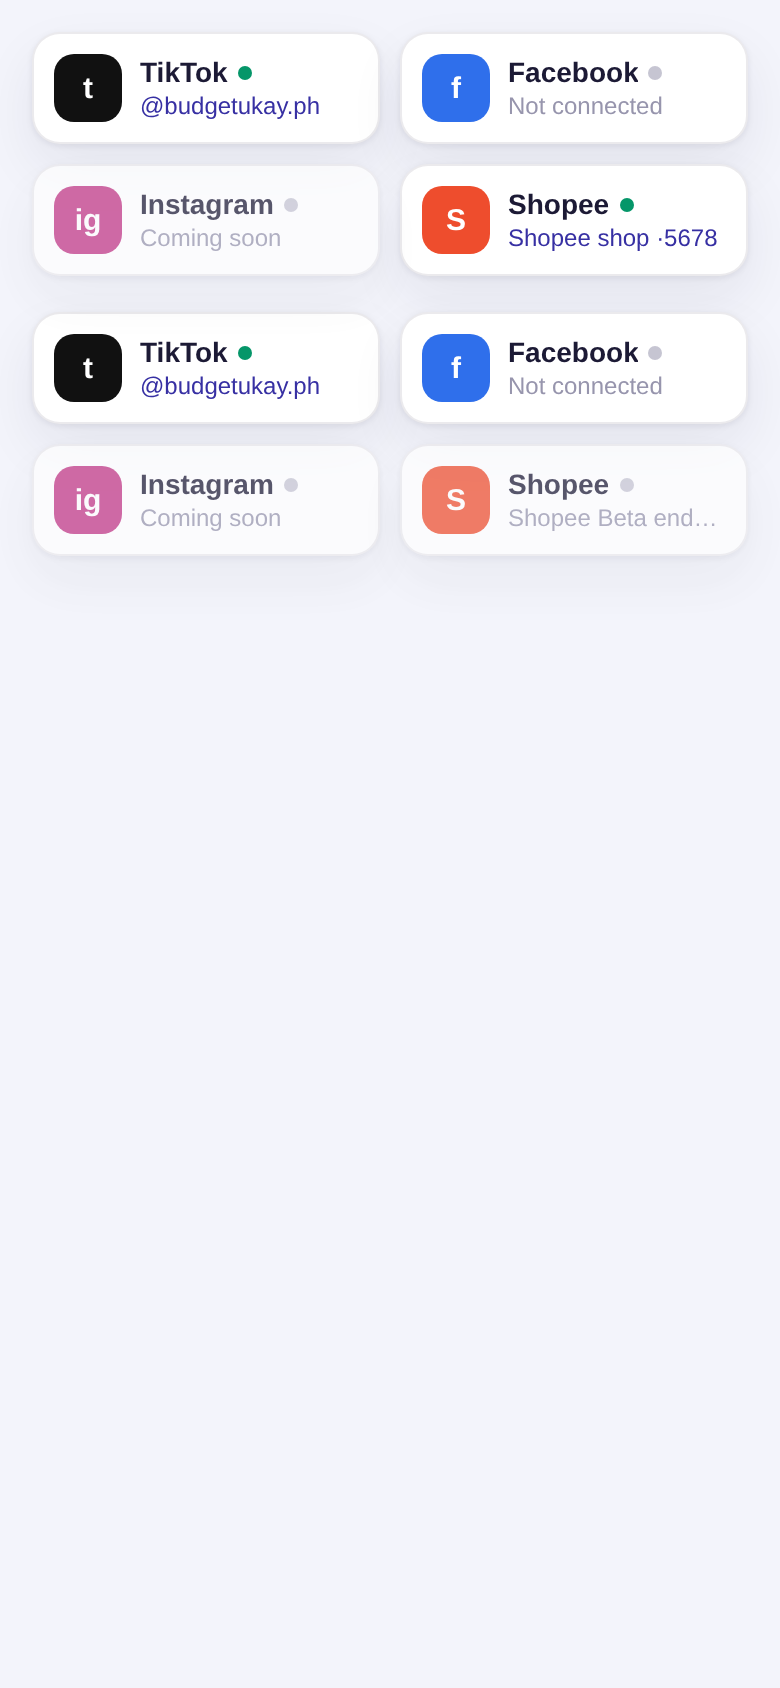 t TikTok
@budgetukay.ph
f Facebook
Not connected
ig Instagram
Coming soon
S Shopee
Shopee shop ·5678
t TikTok
@budgetukay.ph
f Facebook
Not connected
ig Instagram
Coming soon
S Shopee
Shopee Beta end…